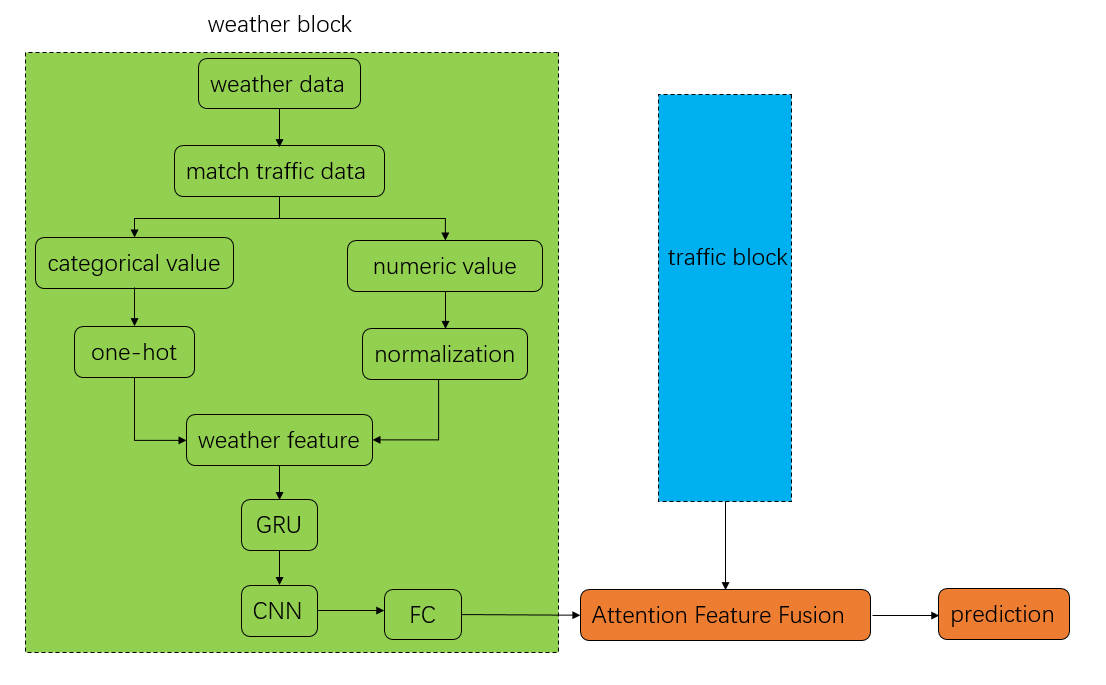 weather block
weather data
match traffic data
categorical value
numeric value
one-hot
normalization
weather feature
GRU
CNN
FC
traffic block
Attention Feature Fusion
prediction